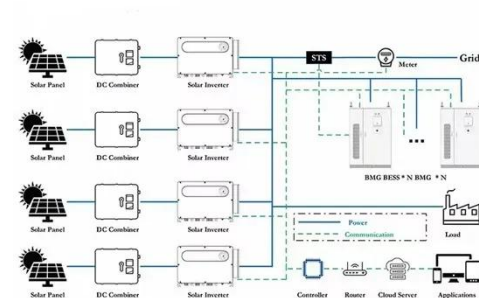 STS
Meter
Grid
Solar Panel DC Combiner Solar Inverter
Solar Panel DC Combiner Solar Inverter
BMG BESS * N BMG * N
Solar Panel DC Combiner Solar Inverter
Power
Communication
Load
Solar Panel DC Combiner Solar Inverter
Controller Router Cloud Server Applications